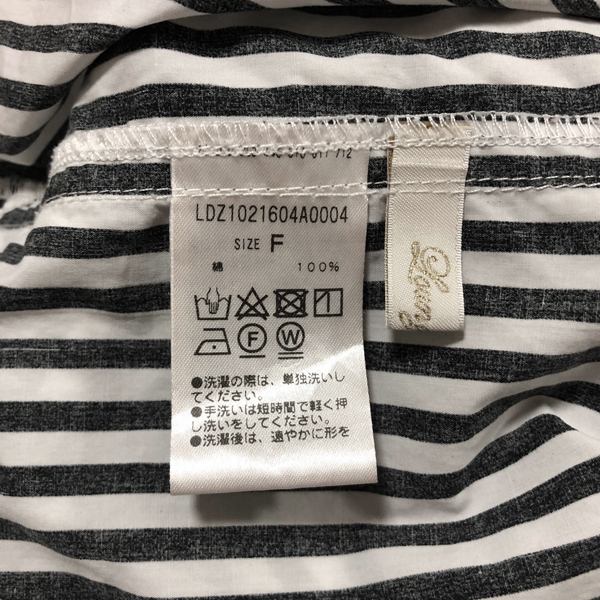 LDZ1021604A0004
SIZE F
綿 100%
F W
●洗濯の際は、単独洗いし
てください。
●手洗いは短時間で軽く押
し洗いをしてください。
●洗濯後は、速やかに形を